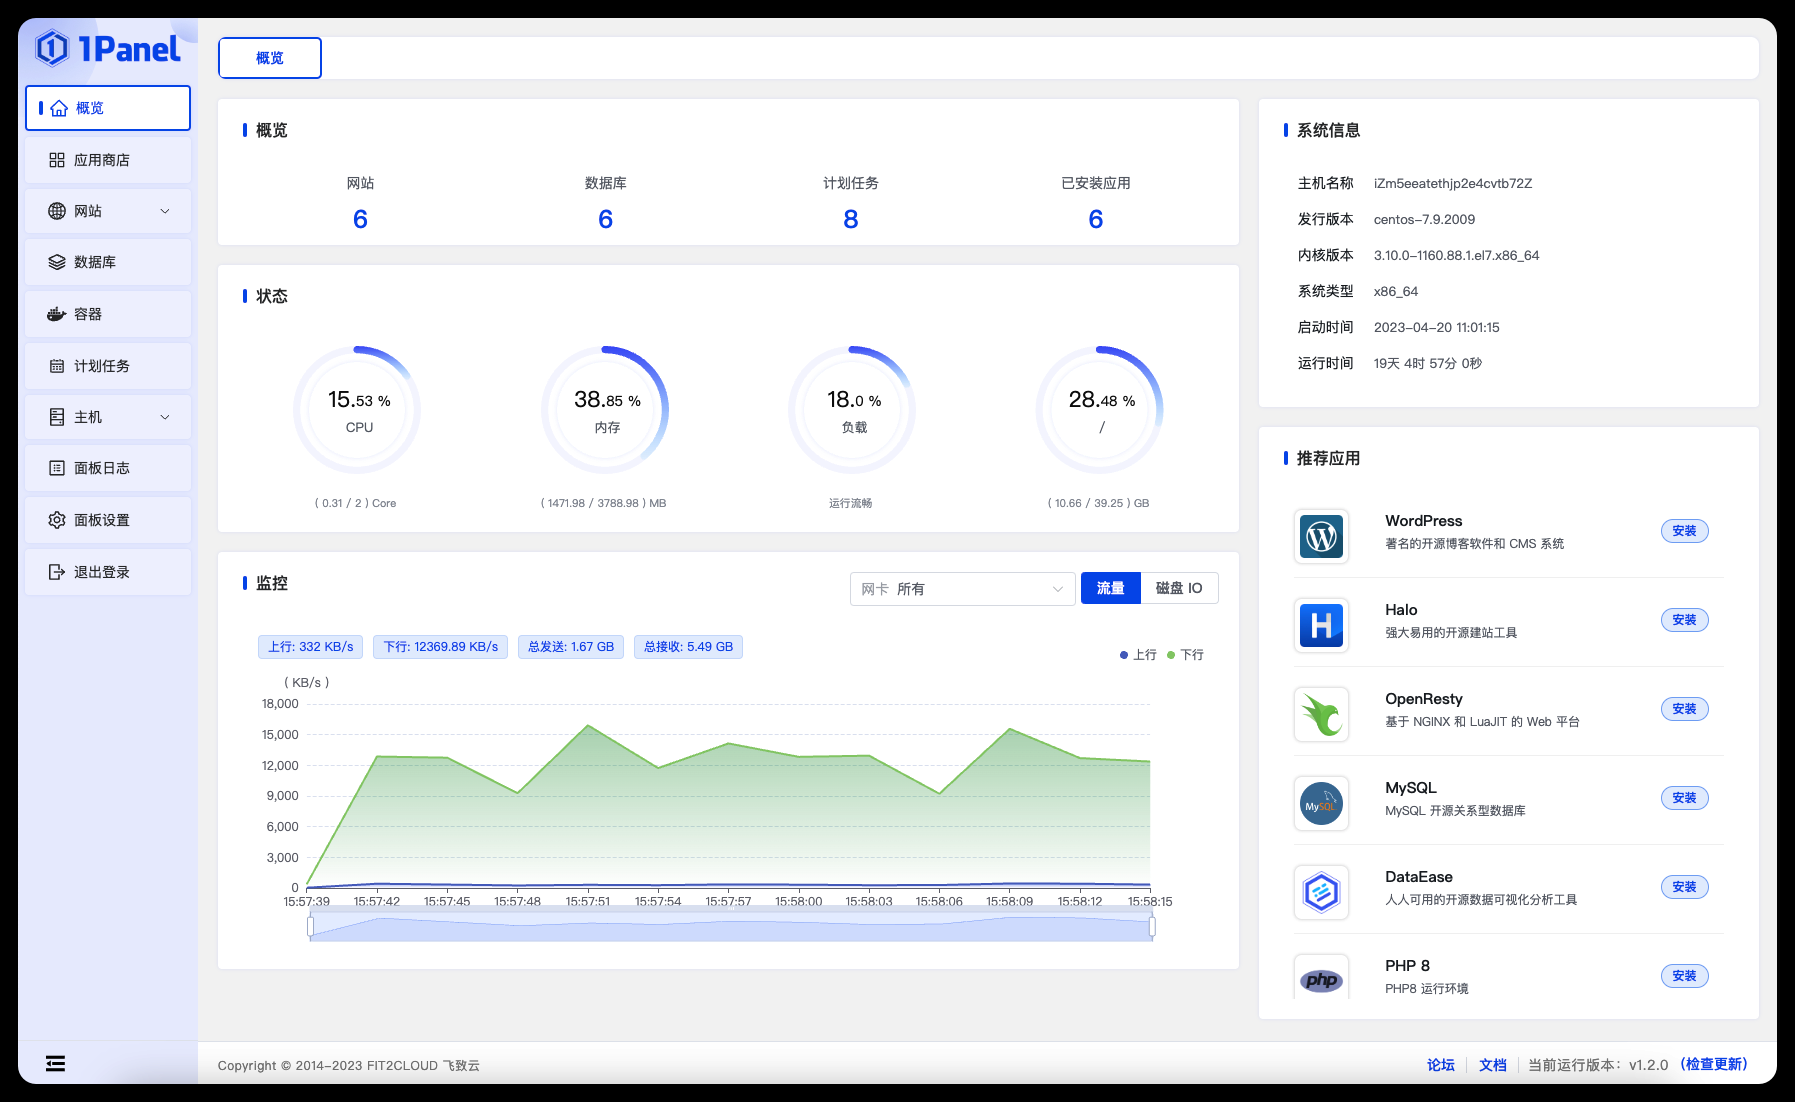 1Panel
概览
应用商店
网站
数据库
容器
计划任务
主机
面板日志
面板设置
退出登录
概览
概览
网站
数据库
计划任务
已安装应用
6
6
8
6
状态
15.53 %
CPU
( 0.31 / 2 ) Core
38.85 %
内存
( 1471.98 / 3788.98 ) MB
18.0 %
负载
运行流畅
28.48 %
/
( 10.66 / 39.25 ) GB
监控
网卡 所有
流量
磁盘 IO
上行: 332 KB/s
下行: 12369.89 KB/s
总发送: 1.67 GB
总接收: 5.49 GB
上行
下行
( KB/s )
18,000
15,000
12,000
9,000
6,000
3,000
0
15:57:39
15:57:42
15:57:45
15:57:48
15:57:51
15:57:54
15:57:57
15:58:00
15:58:03
15:58:06
15:58:09
15:58:12
15:58:15
系统信息
主机名称 iZm5eeatethjp2e4cvtb72Z
发行版本 centos-7.9.2009
内核版本 3.10.0-1160.88.1.el7.x86_64
系统类型 x86_64
启动时间 2023-04-20 11:01:15
运行时间 19天 4时 57分 0秒
推荐应用
WordPress
著名的开源博客软件和 CMS 系统
安装
H
Halo
强大易用的开源建站工具
安装
OpenResty
基于 NGINX 和 LuaJIT 的 Web 平台
安装
MySQL
MySQL
MySQL 开源关系型数据库
安装
DataEase
人人可用的开源数据可视化分析工具
安装
php
PHP 8
PHP8 运行环境
安装
Copyright © 2014-2023 FIT2CLOUD 飞致云
论坛
文档
当前运行版本：v1.2.0 (检查更新)